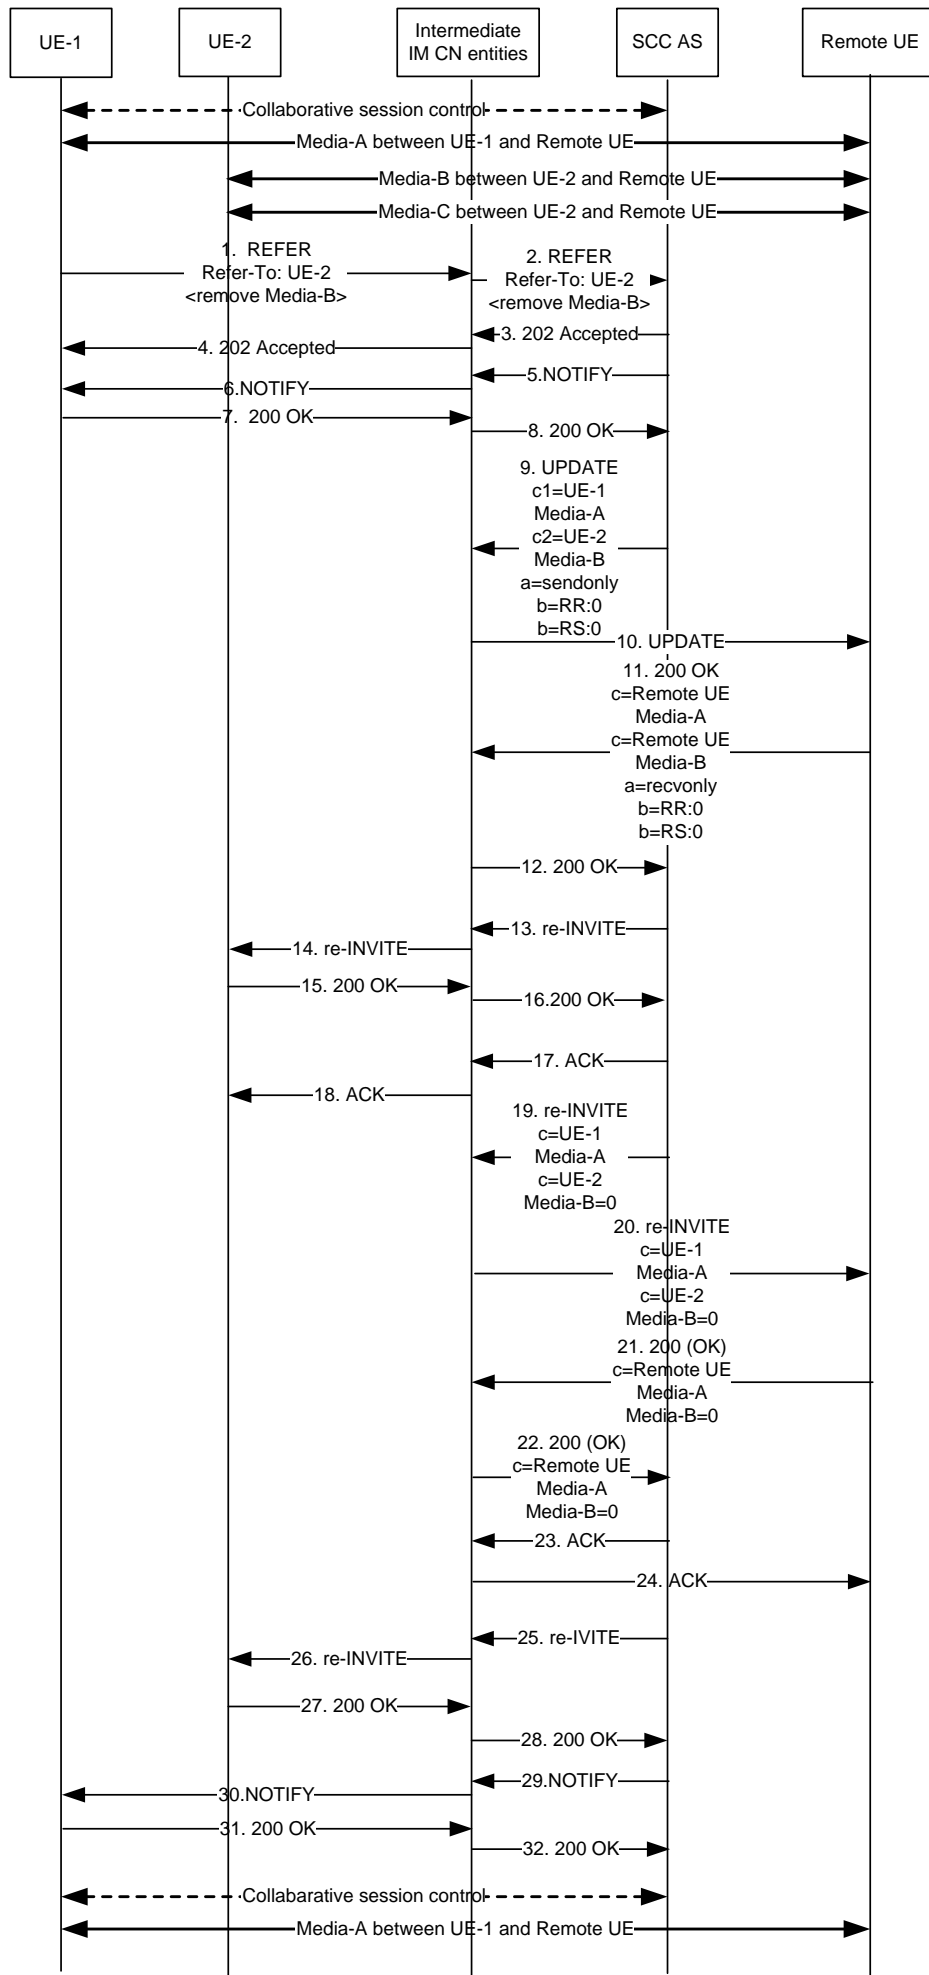 UE-1
UE-2
Intermediate
IM CN entities
SCC AS
Remote UE
Collaborative session control
Media-A between UE-1 and Remote UE
Media-B between UE-2 and Remote UE
Media-C between UE-2 and Remote UE
1. REFER
Refer-To: UE-2
<remove Media-B>
2. REFER
Refer-To: UE-2
<remove Media-B>
3. 202 Accepted
4. 202 Accepted
5.NOTIFY
6.NOTIFY
7. 200 OK
8. 200 OK
9. UPDATE
c1=UE-1
Media-A
c2=UE-2
Media-B
a=sendonly
b=RR:0
b=RS:0
10. UPDATE
11. 200 OK
c=Remote UE
Media-A
c=Remote UE
Media-B
a=recvonly
b=RR:0
b=RS:0
12. 200 OK
13. re-INVITE
14. re-INVITE
15. 200 OK
16.200 OK
17. ACK
18. ACK
19. re-INVITE
c=UE-1
Media-A
c=UE-2
Media-B=0
20. re-INVITE
c=UE-1
Media-A
c=UE-2
Media-B=0
21. 200 (OK)
c=Remote UE
Media-A
Media-B=0
22. 200 (OK)
c=Remote UE
Media-A
Media-B=0
23. ACK
24. ACK
25. re-IVITE
26. re-INVITE
27. 200 OK
28. 200 OK
29.NOTIFY
30.NOTIFY
31. 200 OK
32. 200 OK
Collabarative session control
Media-A between UE-1 and Remote UE